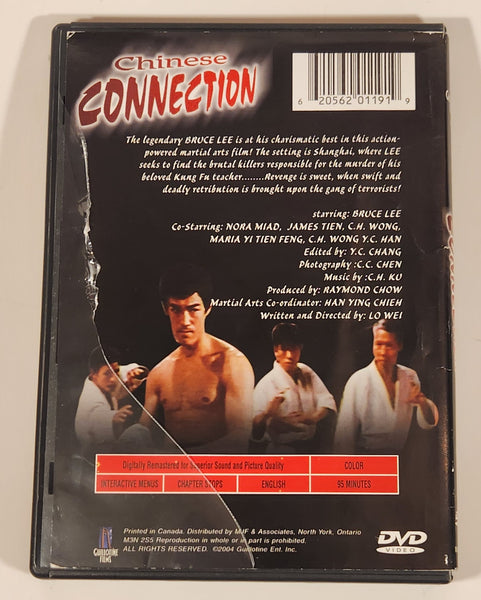 Chinese
CONNECTION
6 20562 01191 9
The legendary BRUCE LEE is at his charismatic best in this action-
powered martial arts film! The setting is Shanghai, where LEE
seeks to find the brutal killers responsible for the murder of his
beloved Kung Fu teacher........Revenge is sweet, when swift and
deadly retribution is brought upon the gang of terrorists!
starring: BRUCE LEE
Co-Starring: NORA MIAD, JAMES TIEN, C.H. WONG,
MARIA YI TIEN FENG, C.H. WONG Y.C. HAN
Edited by: Y.C. CHANG
Photography :C.C. CHEN
Music by :C.H. KU
Produced by: RAYMOND CHOW
Martial Arts Co-ordinator: HAN YING CHIEH
Written and Directed by: LO WEI
Digitally Remastered for Superior Sound and Picture Quality COLOR
INTERACTIVE MENUS CHAPTER STOPS ENGLISH 95 MINUTES
GUILLOTINE
FILMS
Printed in Canada. Distributed by MJF & Associates, North York, Ontario
M3N 2S5 Reproduction in whole or in part is prohibited.
ALL RIGHTS RESERVED. ©2004 Guillotine Ent. Inc.
DVD
VIDEO